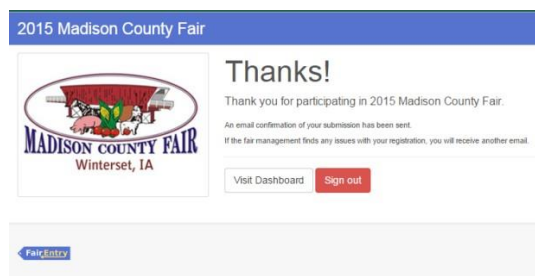 2015 Madison County Fair
MADISON COUNTY FAIR
Winterset, IA
Thanks!
Thank you for participating in 2015 Madison County Fair.
An email confirmation of your submission has been sent.
If the fair management finds any issues with your registration, you will receive another email.
Visit Dashboard
Sign out
FairEntry